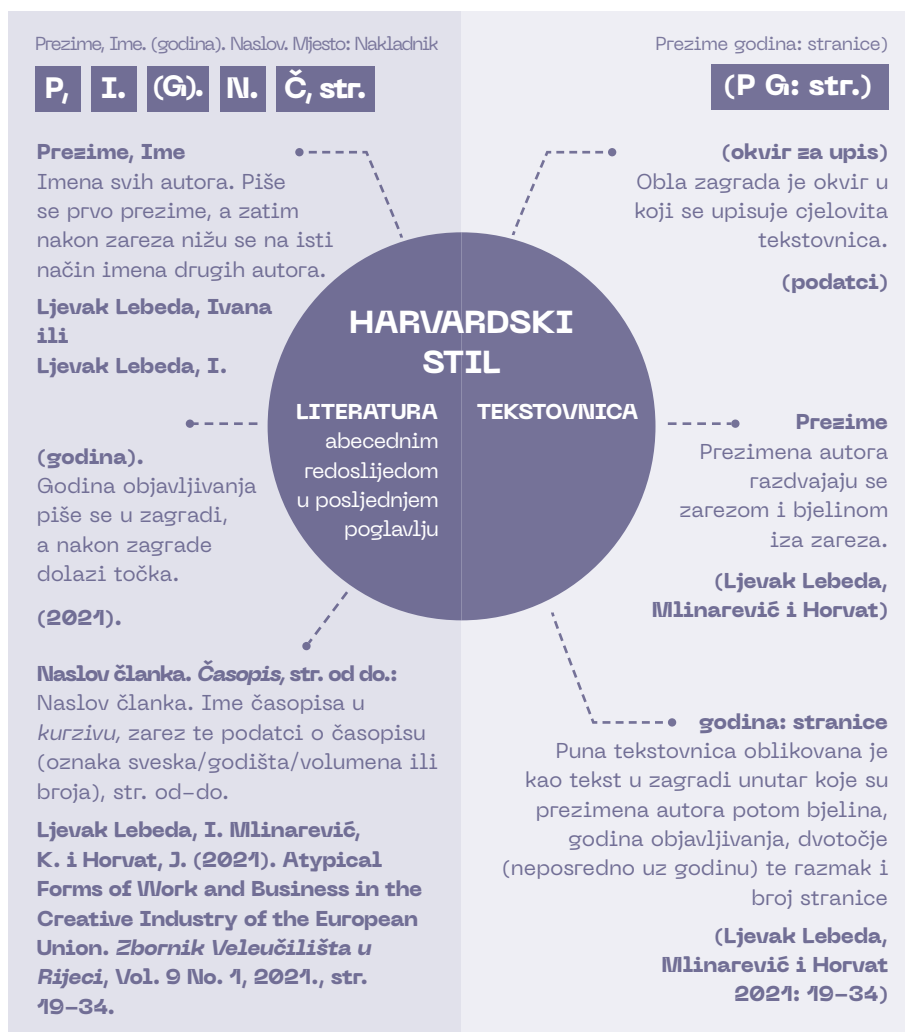 Prezime, Ime. (godina). Naslov. Mjesto: Nakladnik
P, I. (G). N. Č, str.
Prezime, Ime
Imena svih autora. Piše
se prvo prezime, a zatim
nakon zareza nižu se na isti
način imena drugih autora.
Ljevak Lebeda, Ivana
ili
Ljevak Lebeda, I.
(godina).
Godina objavljivanja
piše se u zagradi,
a nakon zagrade
dolazi točka.
(2021).
Naslov članka. Časopis, str. od do.:
Naslov članka. Ime časopisa u
kurzivu, zarez te podatci o časopisu
(oznaka sveska/godišta/volumena ili
broja), str. od–do.
Ljevak Lebeda, I. Mlinarević,
K. i Horvat, J. (2021). Atypical
Forms of Work and Business in the
Creative Industry of the European
Union. Zbornik Veleučilišta u
Rijeci, Vol. 9 No. 1, 2021., str.
19–34.
HARVARDSKI
STIL
LITERATURA
abecednim
redoslijedom
u posljednjem
poglavlju
TEKSTOVNICA
Prezime godina: stranice)
(P G: str.)
(okvir za upis)
Obla zagrada je okvir u
koji se upisuje cjelovita
tekstovnica.
(podatci)
Prezime
Prezimena autora
razdvajaju se
zarezom i bjelinom
iza zareza.
(Ljevak Lebeda,
Mlinarević i Horvat)
godina: stranice
Puna tekstovnica oblikovana je
kao tekst u zagradi unutar koje su
prezimena autora potom bjelina,
godina objavljivanja, dvotočje
(neposredno uz godinu) te razmak i
broj stranice
(Ljevak Lebeda,
Mlinarević i Horvat
2021: 19–34)